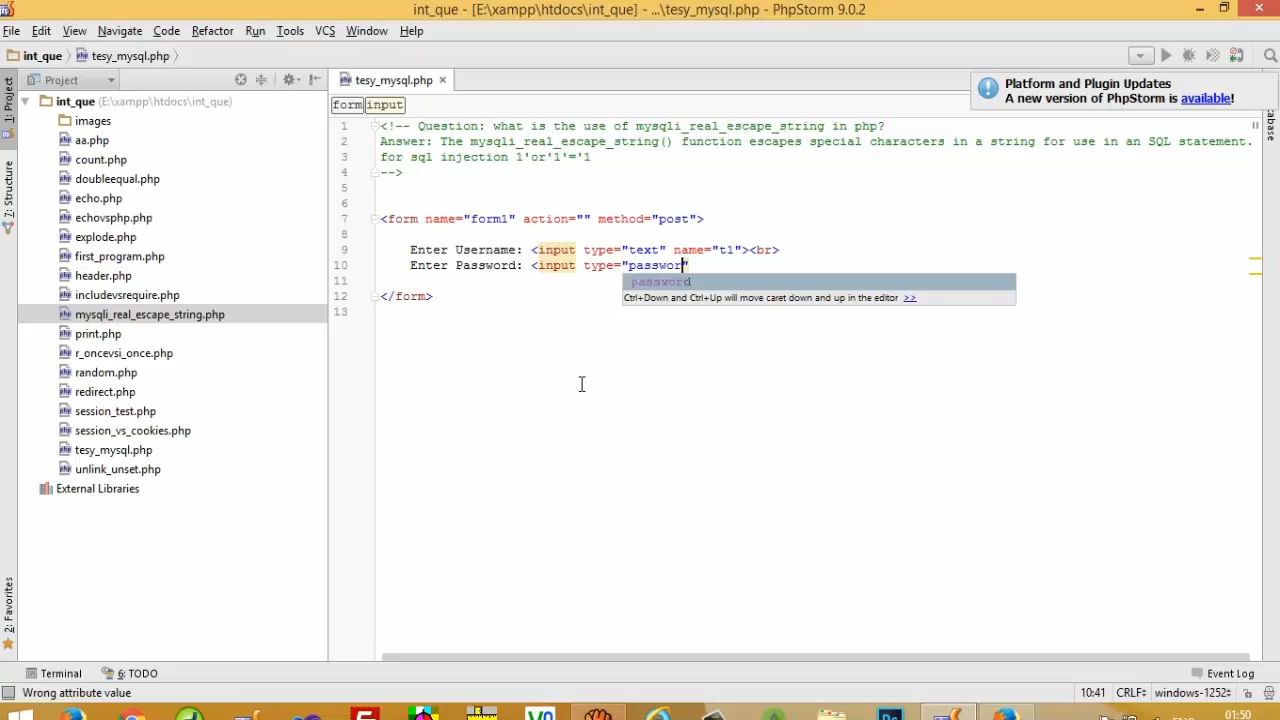 int_que - [E:\xampp\htdocs\int_que] - ...\tesy_mysql.php - PhpStorm 9.0.2
File Edit View Navigate Code Refactor Run Tools VCS Window Help
int_que tesy_mysql.php
Project
tesy_mysql.php ×
Platform and Plugin Updates
A new version of PhpStorm is available!
1: Project
7: Structure
2: Favorites
Database
int_que (E:\xampp\htdocs\int_que)
images
aa.php
count.php
doubleequal.php
echo.php
echovsphp.php
explode.php
first_program.php
header.php
includevsrequire.php
mysqli_real_escape_string.php
print.php
r_oncevsi_once.php
random.php
redirect.php
session_test.php
session_vs_cookies.php
tesy_mysql.php
unlink_unset.php
External Libraries
form input
1 <!-- Question: what is the use of mysqli_real_escape_string in php?
2 Answer: The mysqli_real_escape_string() function escapes special characters in a string for use in an SQL statement.
3 for sql injection 1'or'1'='1
4 -->
5
6
7 <form name="form1" action="" method="post">
8
9 Enter Username: <input type="text" name="t1"><br>
10 Enter Password: <input type="passwor"
11
12 </form>
13
password
Ctrl+Down and Ctrl+Up will move caret down and up in the editor >>
Terminal 6: TODO Event Log
Wrong attribute value 10:41 CRLF windows-1252
01:50